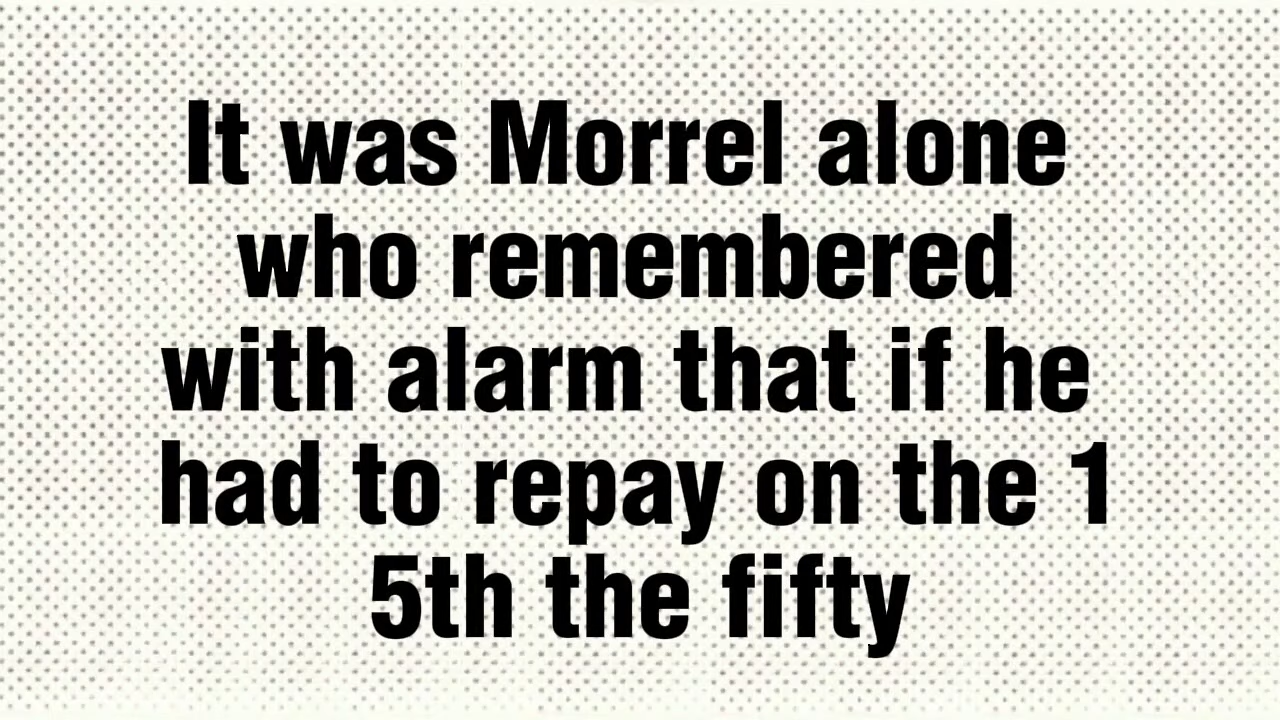 It was Morrel alone
who remembered
with alarm that if he
had to repay on the 1
5th the fifty